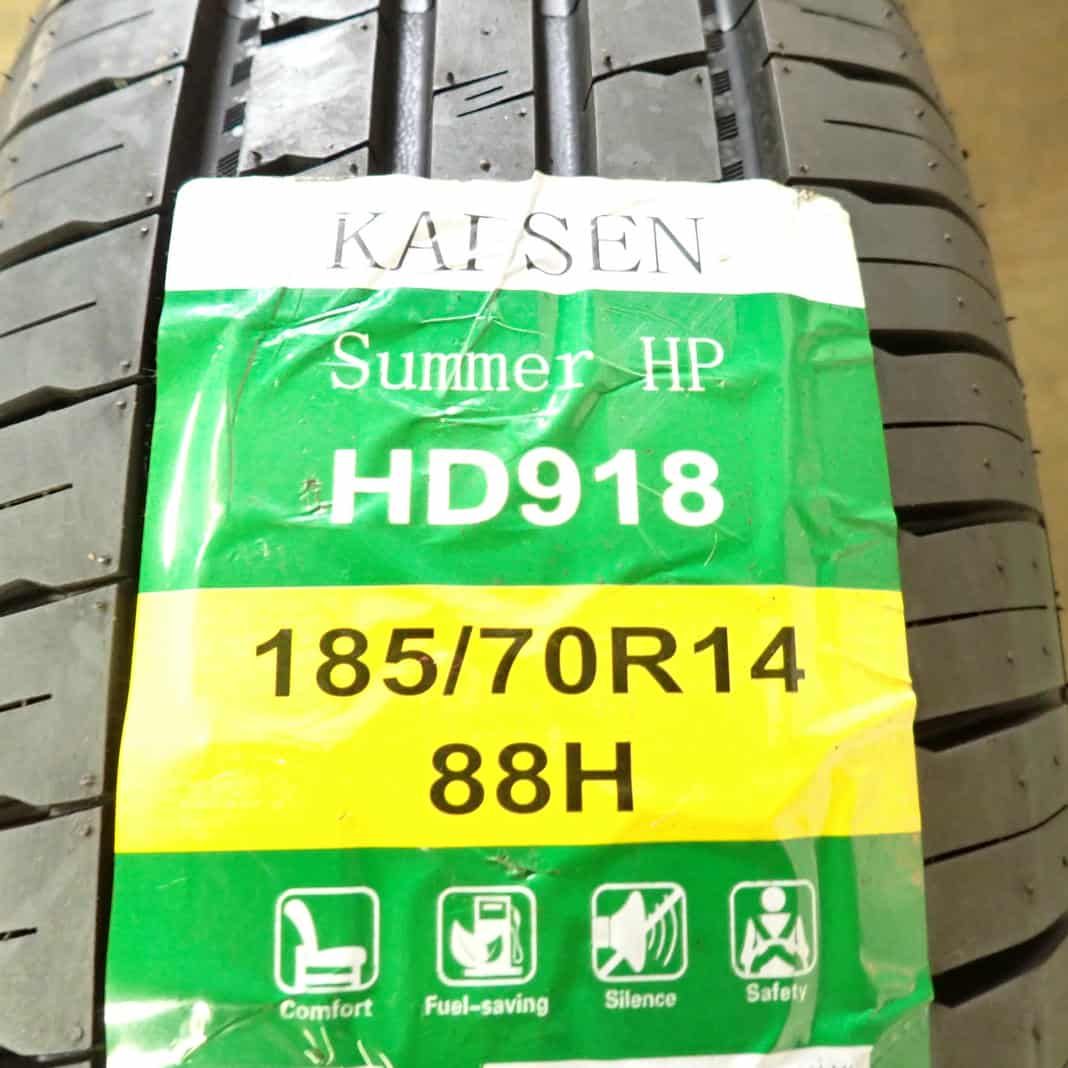 KAPSEN
Summer HP
HD918
185/70R14
88H
Comfort Fuel-saving Silence Safety